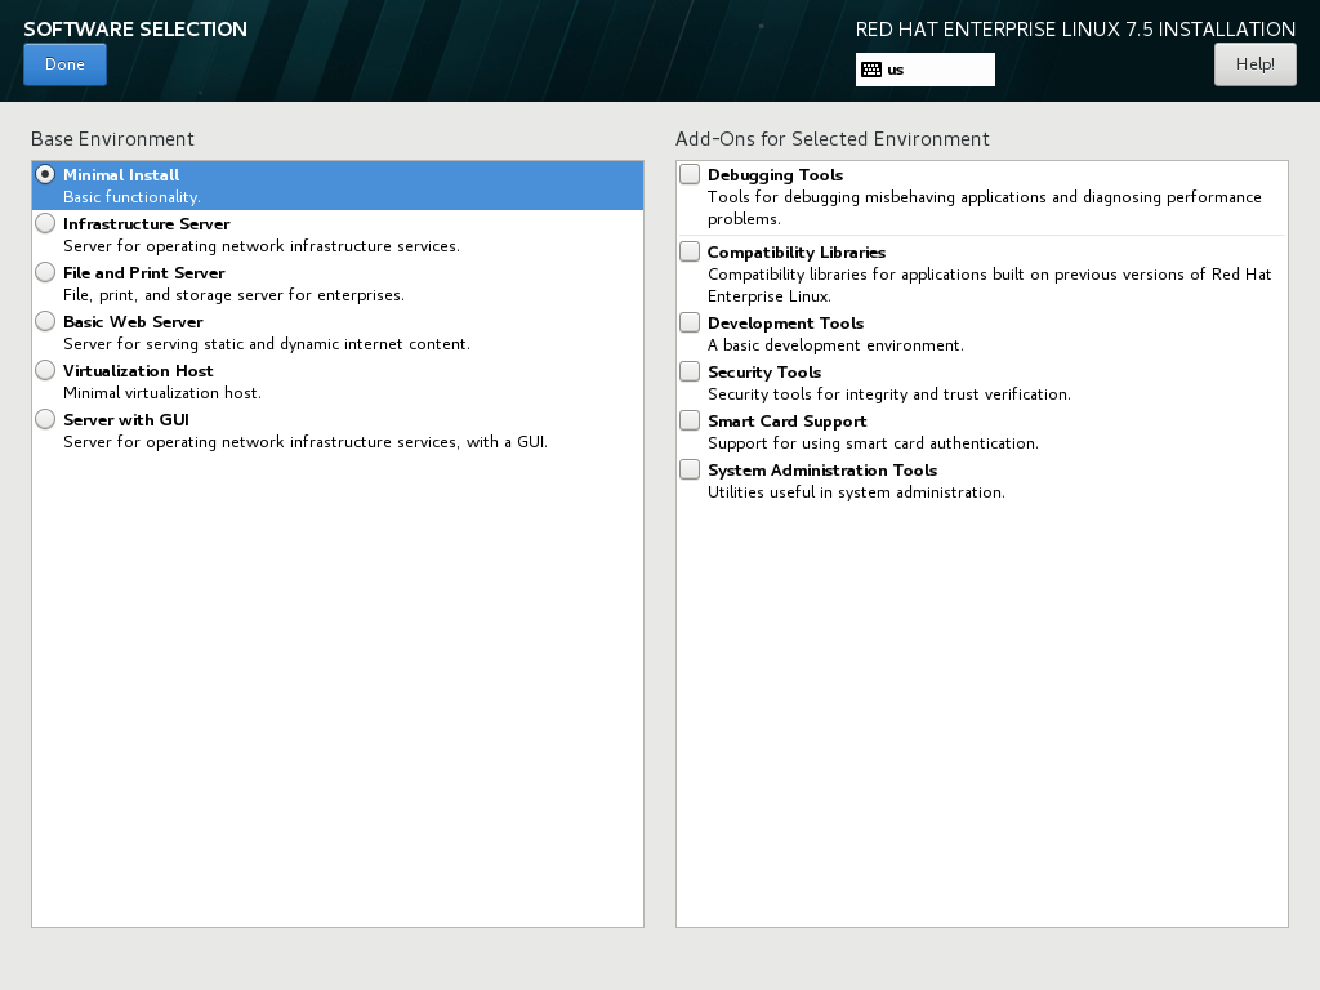 SOFTWARE SELECTION
Done
RED HAT ENTERPRISE LINUX 7.5 INSTALLATION
us
Help!
Base Environment
Minimal Install
Basic functionality.
Infrastructure Server
Server for operating network infrastructure services.
File and Print Server
File, print, and storage server for enterprises.
Basic Web Server
Server for serving static and dynamic internet content.
Virtualization Host
Minimal virtualization host.
Server with GUI
Server for operating network infrastructure services, with a GUI.
Add-Ons for Selected Environment
Debugging Tools
Tools for debugging misbehaving applications and diagnosing performance
problems.
Compatibility Libraries
Compatibility libraries for applications built on previous versions of Red Hat
Enterprise Linux.
Development Tools
A basic development environment.
Security Tools
Security tools for integrity and trust verification.
Smart Card Support
Support for using smart card authentication.
System Administration Tools
Utilities useful in system administration.